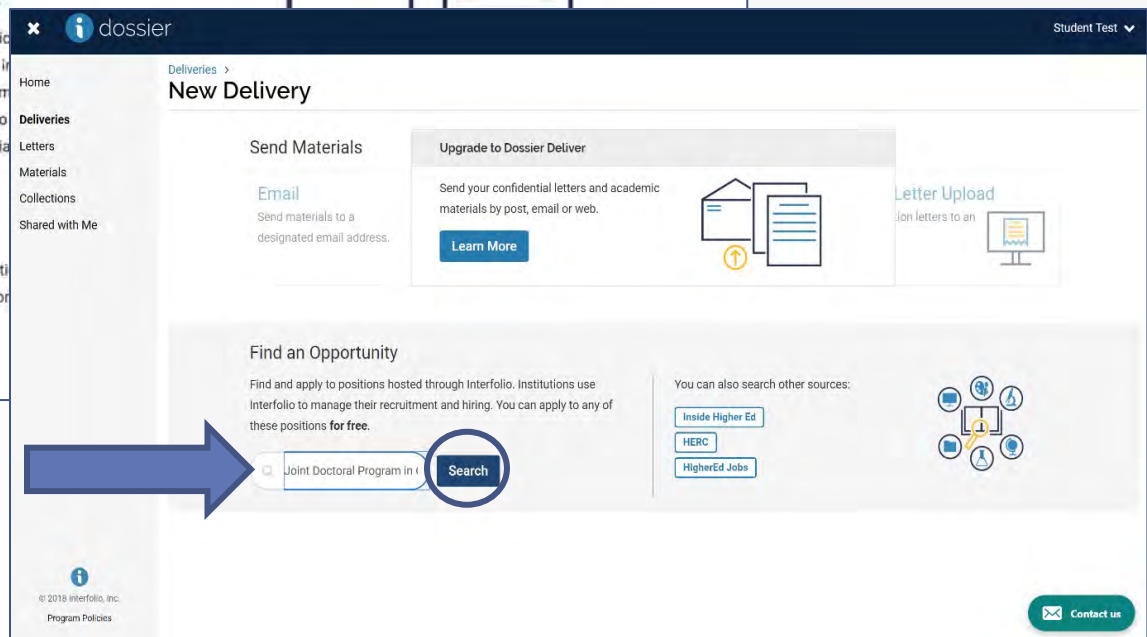 dossier
Student Test
Home
Deliveries
Letters
Materials
Collections
Shared with Me
Deliveries >
New Delivery
Send Materials
Email
Send materials to a
designated email address.
Upgrade to Dossier Deliver
Send your confidential letters and academic
materials by post, email or web.
Learn More
Letter Upload
ion letters to an
Find an Opportunity
Find and apply to positions hosted through Interfolio. Institutions use
Interfolio to manage their recruitment and hiring. You can apply to any of
these positions for free.
Joint Doctoral Program in
Search
You can also search other sources:
Inside Higher Ed
HERC
HigherEd Jobs
© 2018 Interfolio, Inc.
Program Policies
Contact us